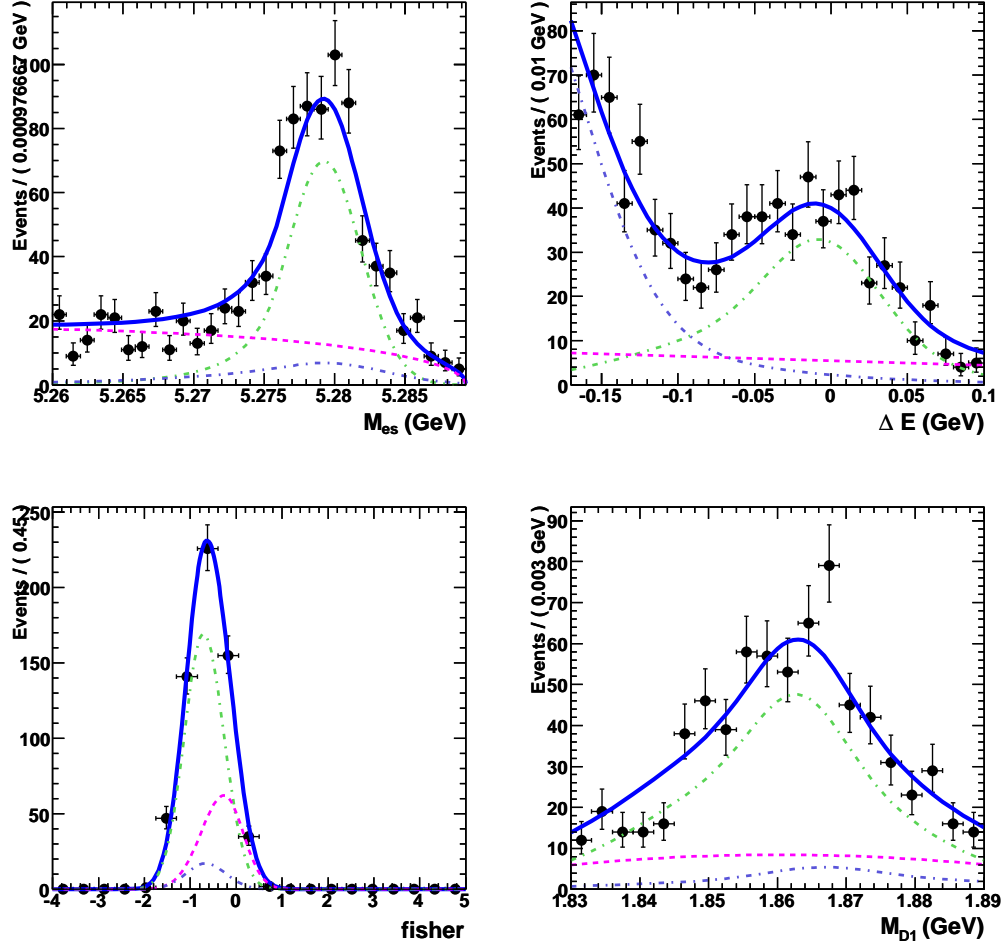 Events / ( 0.000976667 GeV )
100
80
60
40
20
0
5.26 5.265 5.27 5.275 5.28 5.285
M_es (GeV)
Events / ( 0.01 GeV )
80
70
60
50
40
30
20
10
0
-0.15 -0.1 -0.05 0 0.05 0.1
Δ E (GeV)
Events / ( 0.45 )
250
200
150
100
50
0
-4 -3 -2 -1 0 1 2 3 4 5
fisher
Events / ( 0.003 GeV )
90
80
70
60
50
40
30
20
10
0
1.83 1.84 1.85 1.86 1.87 1.88 1.89
M_D1 (GeV)